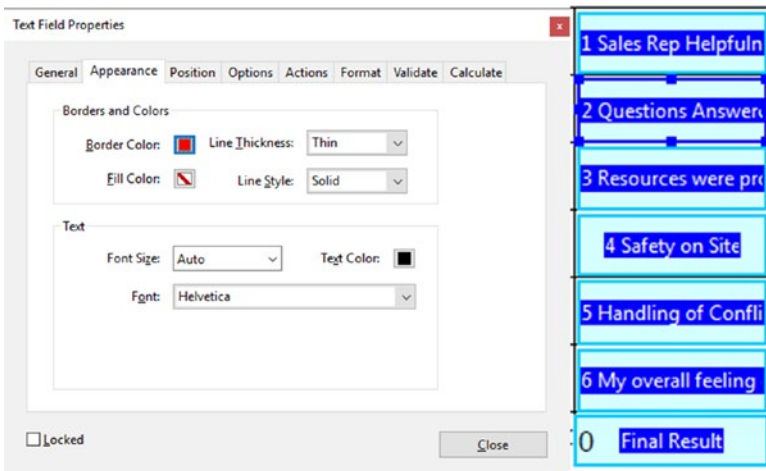 Text Field Properties
x
General Appearance Position Options Actions Format Validate Calculate
Borders and Colors
Border Color: Line Thickness: Thin
Fill Color: Line Style: Solid
Text
Font Size: Auto Text Color:
Font: Helvetica
Locked
Close
1 Sales Rep Helpfuln
2 Questions Answer
3 Resources were pr
4 Safety on Site
5 Handling of Confli
6 My overall feeling
0 Final Result